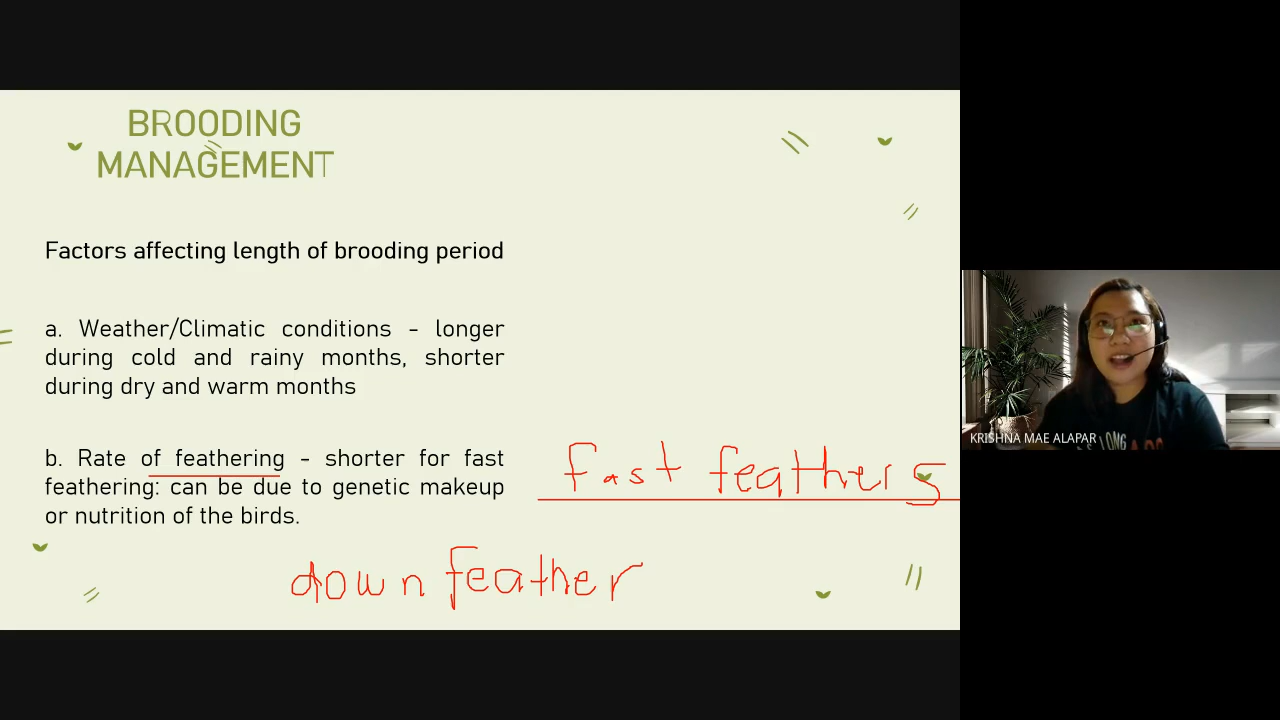 BROODING
MANAGEMENT
Factors affecting length of brooding period
a. Weather/Climatic conditions - longer
during cold and rainy months, shorter
during dry and warm months
b. Rate of feathering - shorter for fast
feathering: can be due to genetic makeup
or nutrition of the birds.
fast feathers
down feather
KRISHNA MAE ALAPAR
LONG